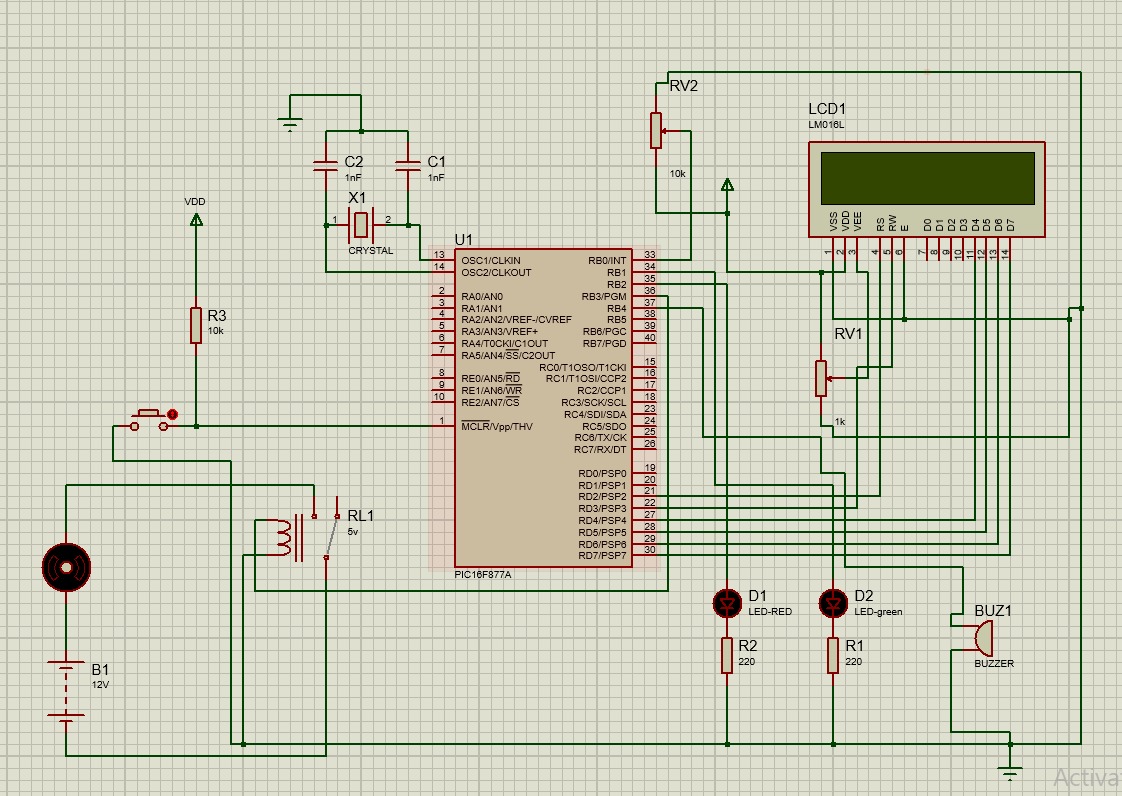 RV2
10k
LCD1
LM016L
VSS
VDD
VEE
RS
RW
E
D0
D1
D2
D3
D4
D5
D6
D7
1
2
3
4
5
6
7
8
9
10
11
12
13
14
C2
1nF
C1
1nF
X1
1
2
CRYSTAL
VDD
R3
10k
U1
13
OSC1/CLKIN
14
OSC2/CLKOUT
2
RA0/AN0
3
RA1/AN1
4
RA2/AN2/VREF-/CVREF
5
RA3/AN3/VREF+
6
RA4/T0CKI/C1OUT
7
RA5/AN4/SS/C2OUT
8
RE0/AN5/RD
9
RE1/AN6/WR
10
RE2/AN7/CS
1
MCLR/Vpp/THV
RB0/INT
33
RB1
34
RB2
35
RB3/PGM
36
RB4
37
RB5
38
RB6/PGC
39
RB7/PGD
40
RC0/T1OSO/T1CKI
15
RC1/T1OSI/CCP2
16
RC2/CCP1
17
RC3/SCK/SCL
18
RC4/SDI/SDA
23
RC5/SDO
24
RC6/TX/CK
25
RC7/RX/DT
26
RD0/PSP0
19
RD1/PSP1
20
RD2/PSP2
21
RD3/PSP3
22
RD4/PSP4
27
RD5/PSP5
28
RD6/PSP6
29
RD7/PSP7
30
PIC16F877A
RV1
1k
RL1
5v
B1
12V
D1
LED-RED
R2
220
D2
LED-green
R1
220
BUZ1
BUZZER
Activa